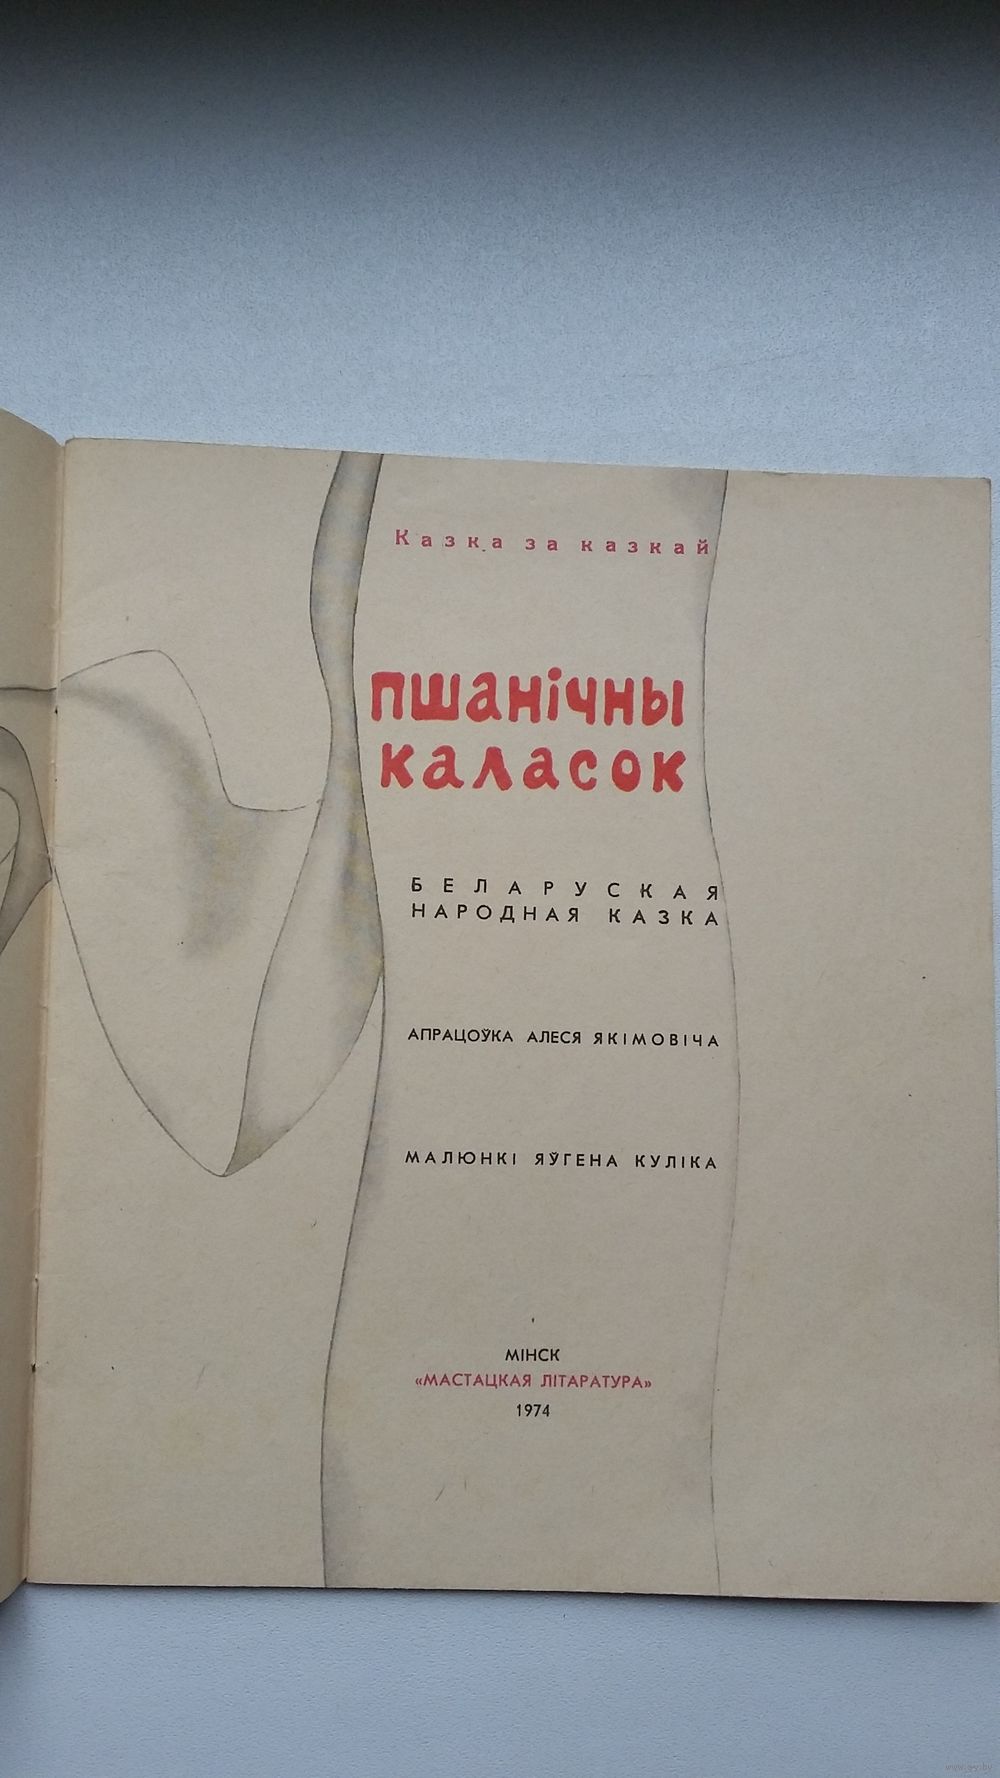 Казка за казкай
пшанічны
каласок
БЕЛАРУСКАЯ
НАРОДНАЯ КАЗКА
АПРАЦОЎКА АЛЕСЯ ЯКІМОВІЧА
МАЛЮНКІ ЯЎГЕНА КУЛІКА
МІНСК
«МАСТАЦКАЯ ЛІТАРАТУРА»
1974